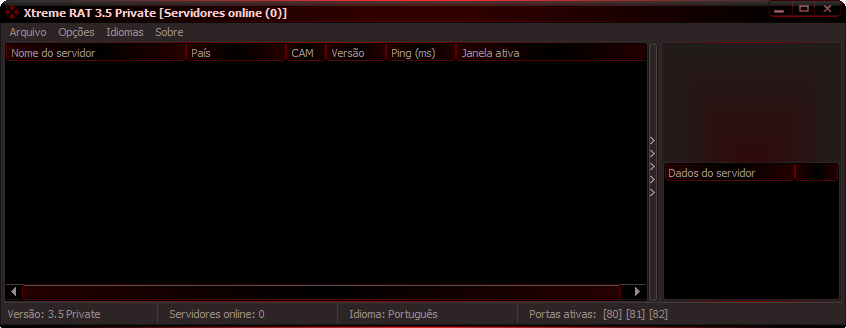 Xtreme RAT 3.5 Private [Servidores online (0)]
Arquivo Opções Idiomas Sobre
Nome do servidor País CAM Versão Ping (ms) Janela ativa
Dados do servidor
Versão: 3.5 Private Servidores online: 0 Idioma: Português Portas ativas: [80] [81] [82]